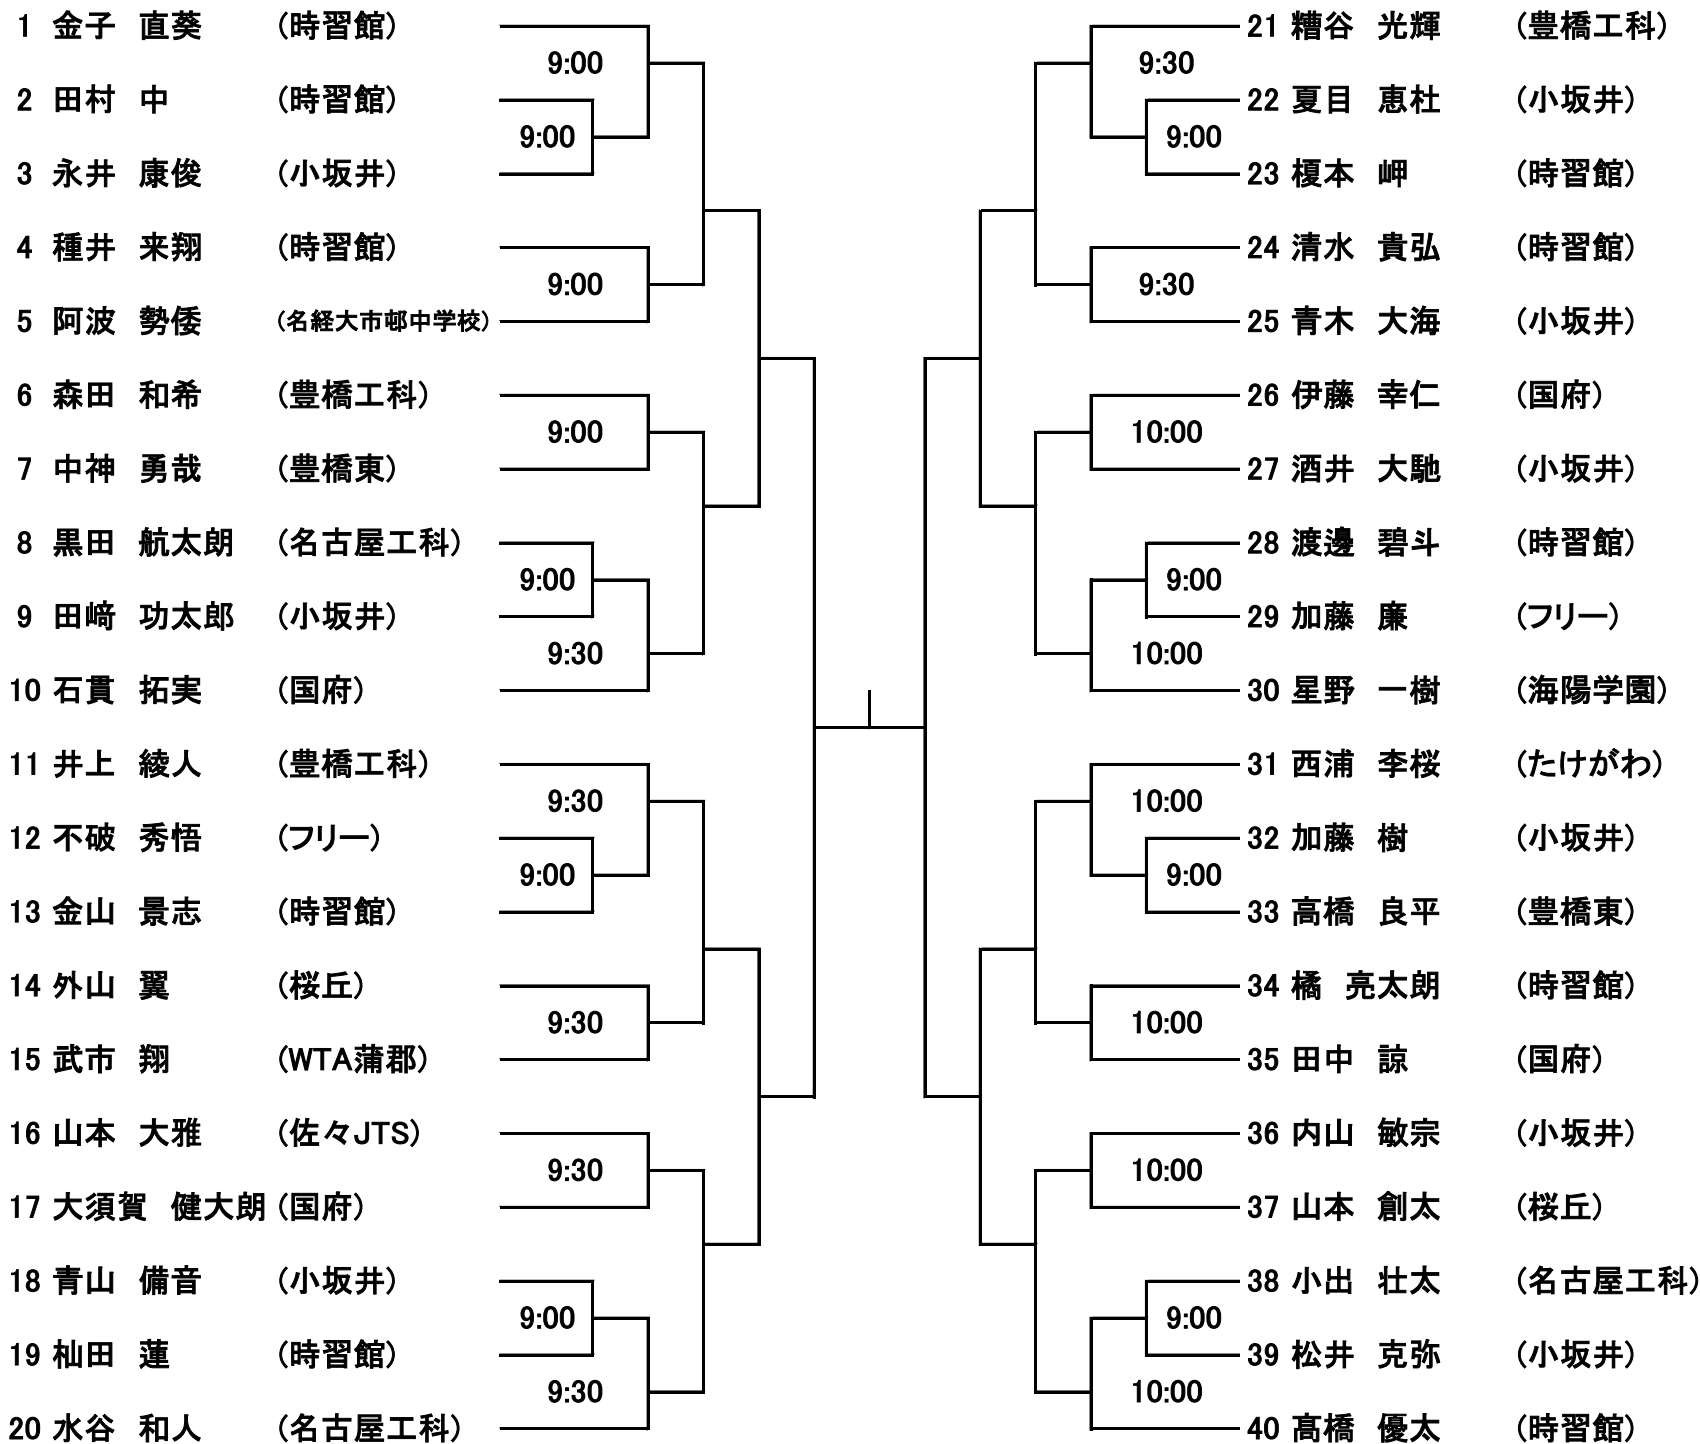 1 金子 直葵 (時習館)
9:00
2 田村 中 (時習館)
9:00
3 永井 康俊 (小坂井)
4 種井 来翔 (時習館)
9:00
5 阿波 勢倭 (名経大市邨中学校)
6 森田 和希 (豊橋工科)
9:00
7 中神 勇哉 (豊橋東)
8 黒田 航太朗 (名古屋工科)
9:00
9 田﨑 功太郎 (小坂井)
9:30
10 石貫 拓実 (国府)
11 井上 綾人 (豊橋工科)
9:30
12 不破 秀悟 (フリー)
9:00
13 金山 景志 (時習館)
14 外山 翼 (桜丘)
9:30
15 武市 翔 (WTA蒲郡)
16 山本 大雅 (佐々JTS)
9:30
17 大須賀 健大朗 (国府)
18 青山 備音 (小坂井)
9:00
19 杣田 蓮 (時習館)
9:30
20 水谷 和人 (名古屋工科)
21 糟谷 光輝 (豊橋工科)
9:30
22 夏目 恵杜 (小坂井)
9:00
23 榎本 岬 (時習館)
24 清水 貴弘 (時習館)
9:30
25 青木 大海 (小坂井)
26 伊藤 幸仁 (国府)
10:00
27 酒井 大馳 (小坂井)
28 渡邊 碧斗 (時習館)
9:00
29 加藤 廉 (フリー)
10:00
30 星野 一樹 (海陽学園)
31 西浦 李桜 (たけがわ)
10:00
32 加藤 樹 (小坂井)
9:00
33 高橋 良平 (豊橋東)
34 橘 亮太朗 (時習館)
10:00
35 田中 諒 (国府)
36 内山 敏宗 (小坂井)
10:00
37 山本 創太 (桜丘)
38 小出 壮太 (名古屋工科)
9:00
39 松井 克弥 (小坂井)
10:00
40 髙橋 優太 (時習館)